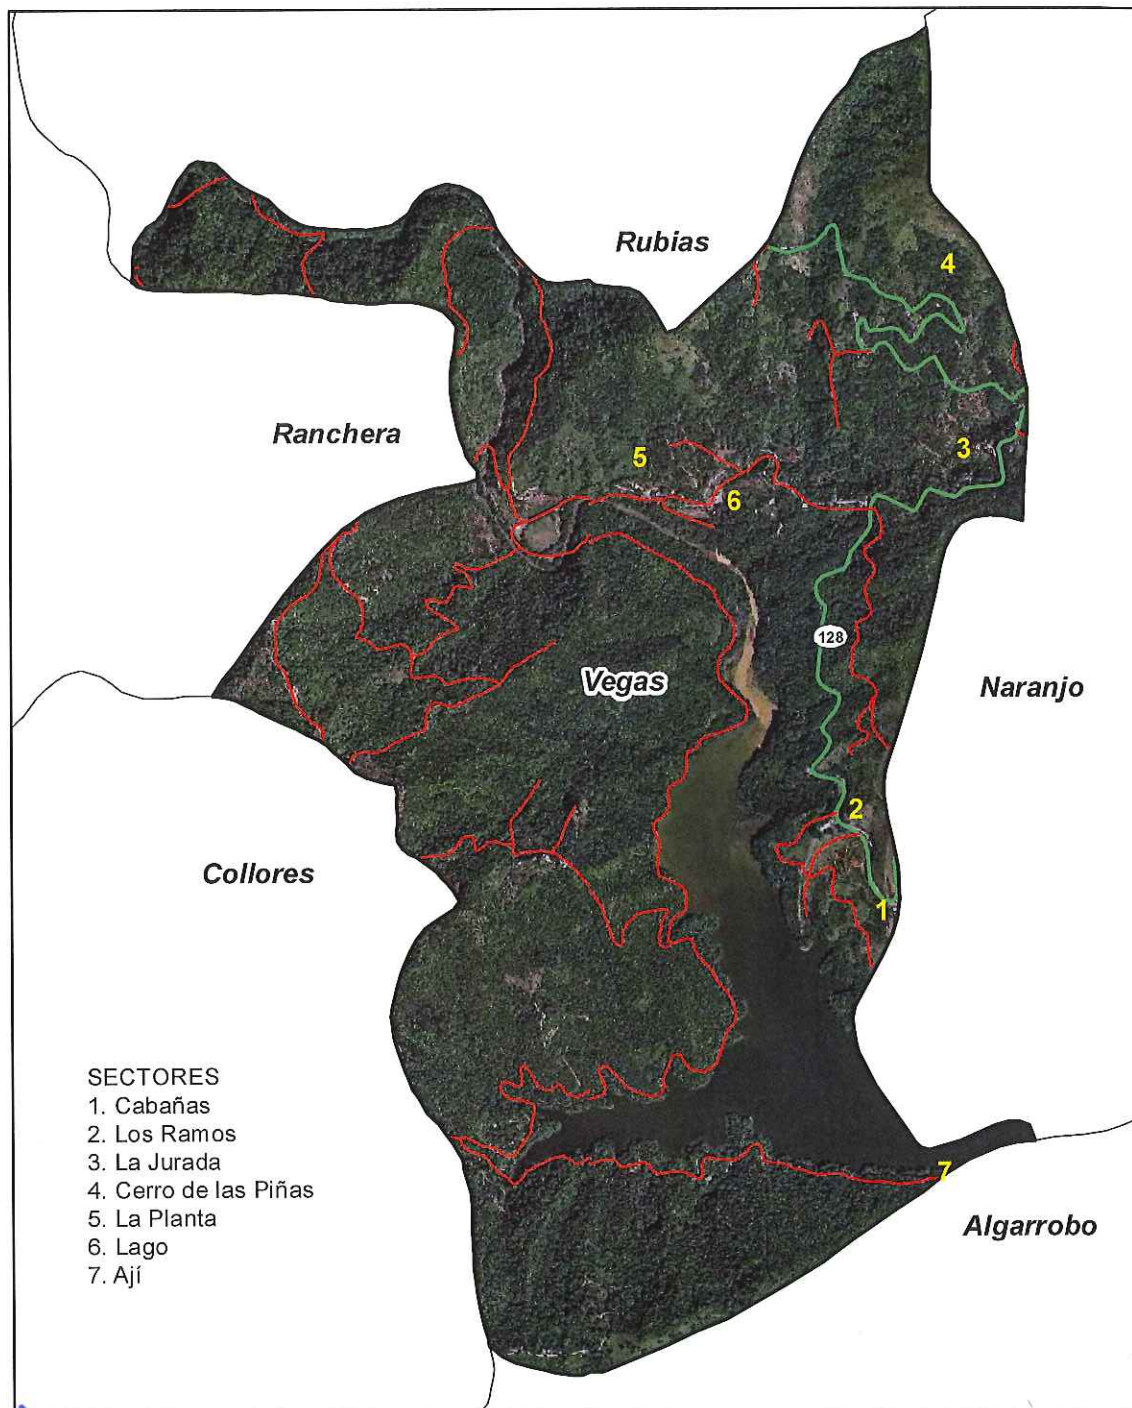 Rubias
4
Ranchera
3
5
6
128
Vegas
Naranjo
2
Collores
1
SECTORES
1. Cabañas
2. Los Ramos
3. La Jurada
4. Cerro de las Piñas
5. La Planta
6. Lago
7. Ají
7
Algarrobo